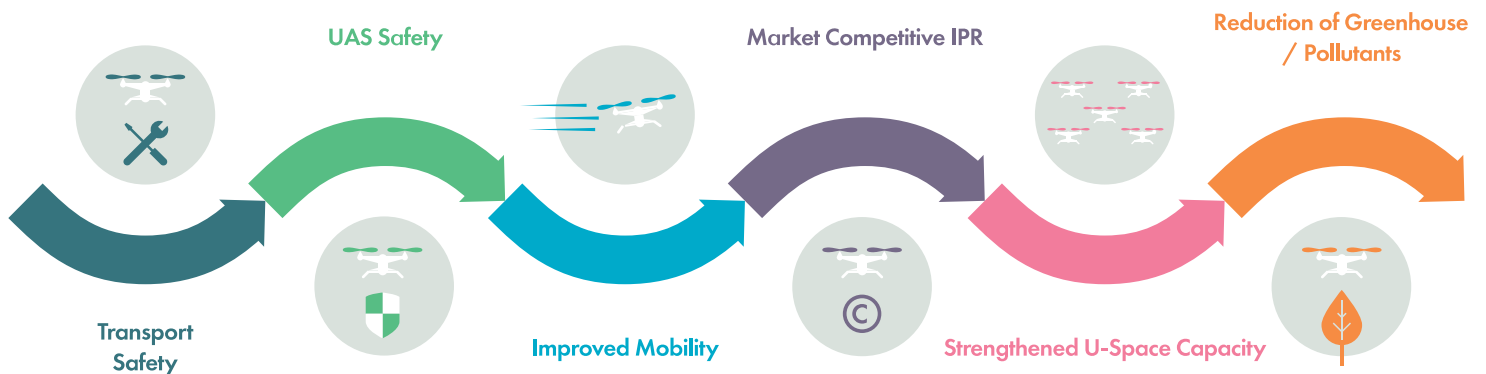 Transport
Safety
UAS Safety
Improved Mobility
Market Competitive IPR
©
Strengthened U-Space Capacity
Reduction of Greenhouse
/ Pollutants